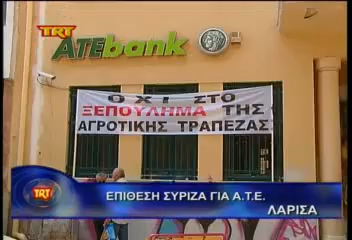 TRT
ATEbank
ΟΧΙ ΣΤΟ
ΞΕΠΟΥΛΗΜΑ ΤΗΣ
ΑΓΡΟΤΙΚΗΣ ΤΡΑΠΕΖΑΣ
TRT
ΕΠΙΘΕΣΗ ΣΥΡΙΖΑ ΓΙΑ Α.Τ.Ε.
ΛΑΡΙΣΑ